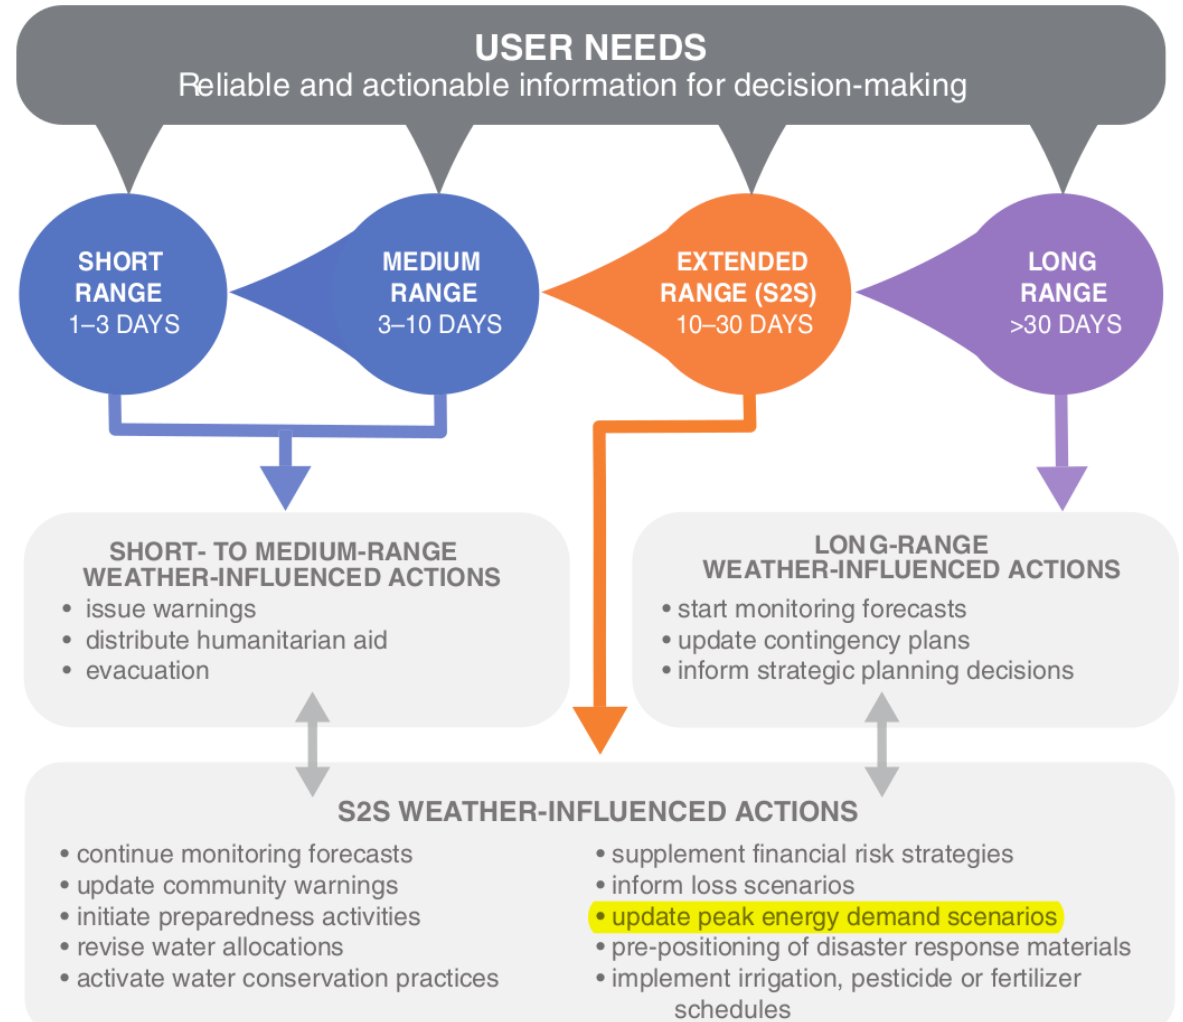 USER NEEDS
Reliable and actionable information for decision-making
SHORT
RANGE
1–3 DAYS
MEDIUM
RANGE
3–10 DAYS
EXTENDED
RANGE (S2S)
10–30 DAYS
LONG
RANGE
>30 DAYS
SHORT- TO MEDIUM-RANGE
WEATHER-INFLUENCED ACTIONS
• issue warnings
• distribute humanitarian aid
• evacuation
LONG-RANGE
WEATHER-INFLUENCED ACTIONS
• start monitoring forecasts
• update contingency plans
• inform strategic planning decisions
S2S WEATHER-INFLUENCED ACTIONS
• continue monitoring forecasts
• update community warnings
• initiate preparedness activities
• revise water allocations
• activate water conservation practices
• supplement financial risk strategies
• inform loss scenarios
• update peak energy demand scenarios
• pre-positioning of disaster response materials
• implement irrigation, pesticide or fertilizer
schedules